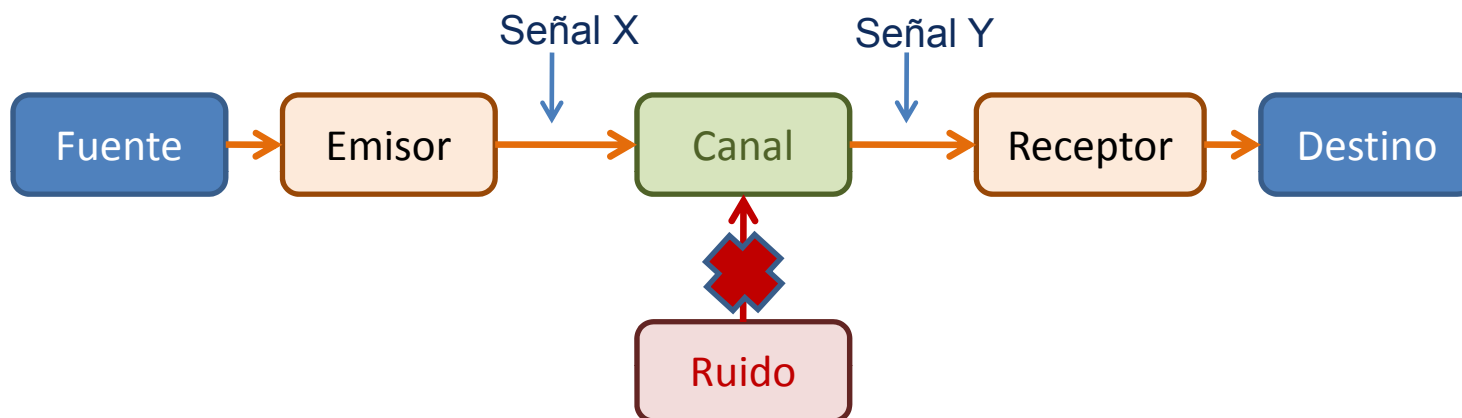 Señal X
Señal Y
Fuente
Emisor
Canal
Receptor
Destino
Ruido